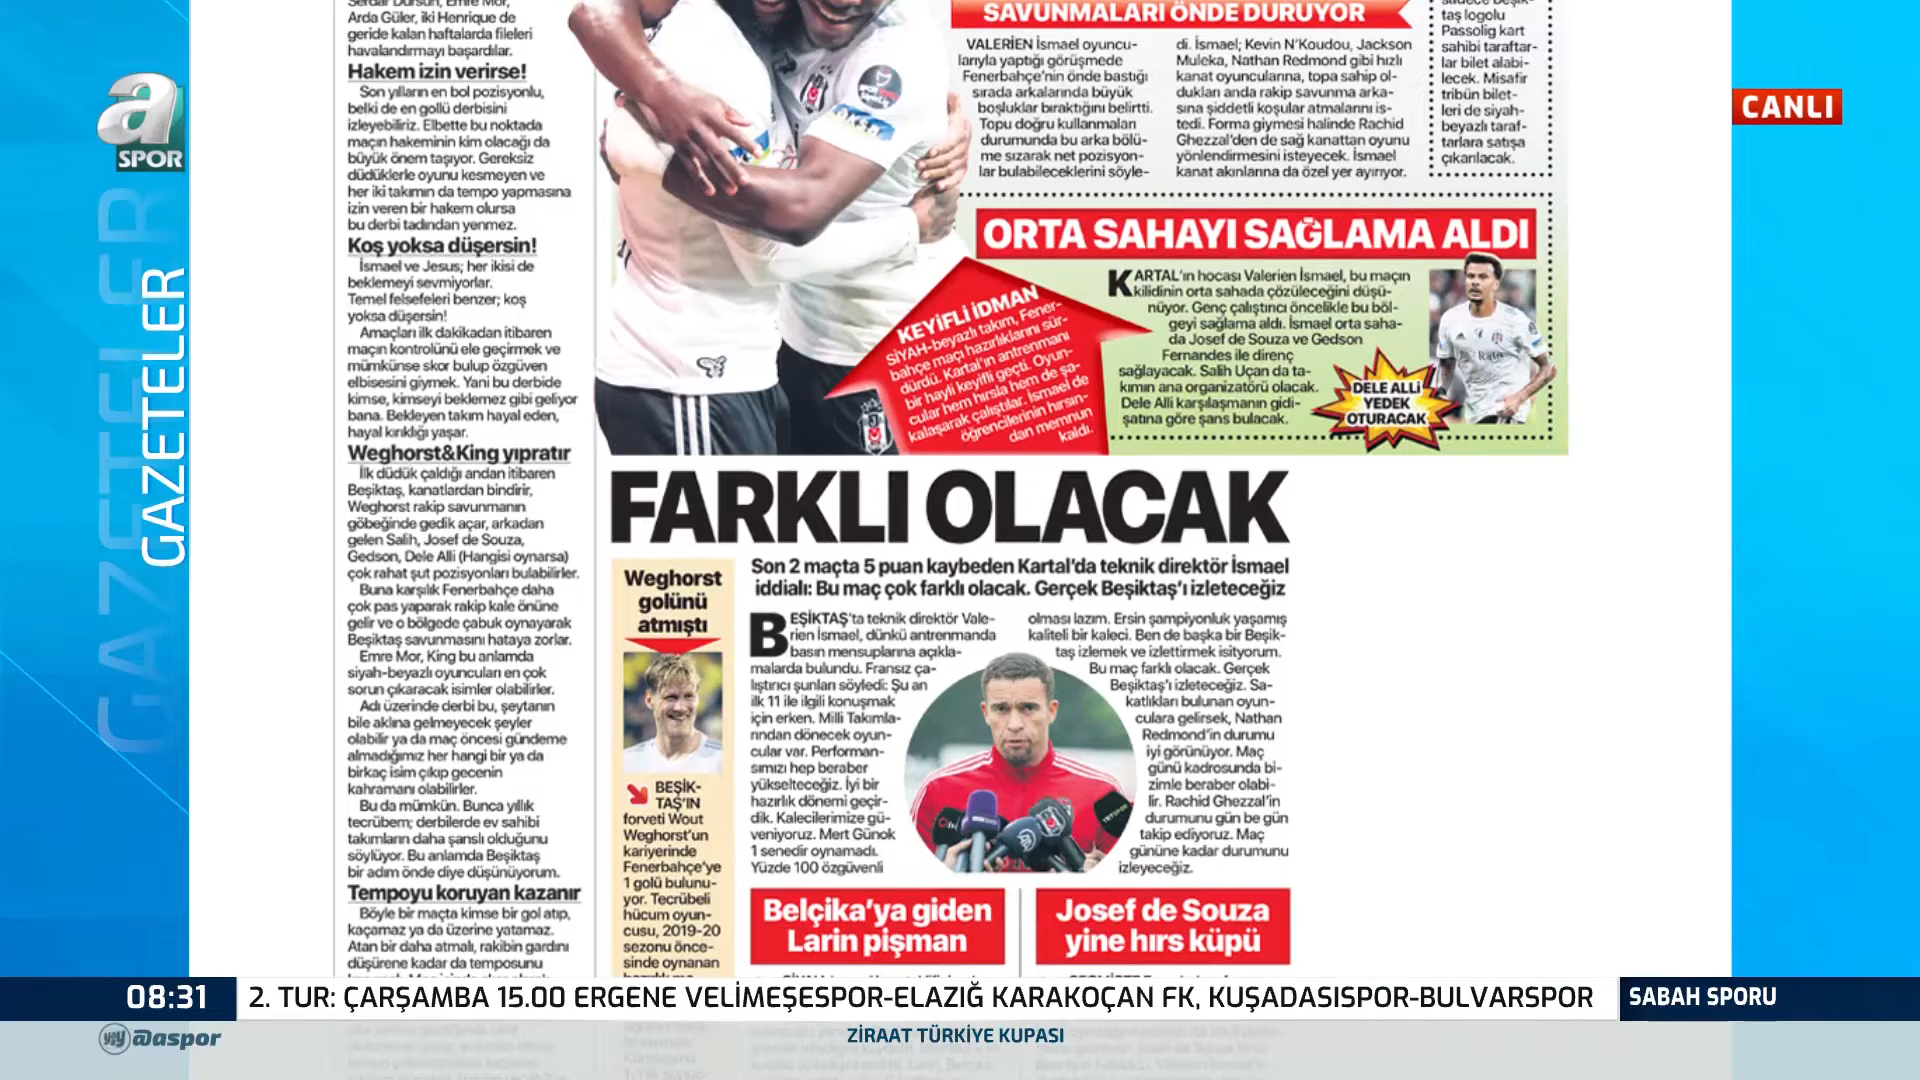 Serdar Dursun, Emre Mor,
Arda Güler, iki Henrique de
geride kalan haftalarda fileleri
havalandırmayı başardılar.
Hakem izin verirse!
Son yılların en bol pozisyonlu,
belki de en gollü derbisini
izleyebiliriz. Elbette bu noktada
maçın hakeminin kim olacağı da
büyük önem taşıyor. Gereksiz
düdüklerle oyunu kesmeyen ve
her iki takımın da tempo yapmasına
izin veren bir hakem olursa
bu derbi tadından yenmez.
Koş yoksa düşersin!
İsmael ve Jesus; her ikisi de
beklemeyi sevmiyorlar.
Temel felsefeleri benzer; koş
yoksa düşersin!
Amaçları ilk dakikadan itibaren
maçın kontrolünü ele geçirmek ve
mümkünse skor bulup özgüven
elbisesini giymek. Yani bu derbide
kimse, kimseyi beklemez gibi geliyor
bana. Bekleyen takım hayal eden,
hayal kırıklığı yaşar.
Weghorst&King yıpratır
İlk düdük çaldığı andan itibaren
Beşiktaş, kanatlardan bindirir,
Weghorst rakip savunmanın
göbeğinde gedik açar, arkadan
gelen Salih, Josef de Souza,
Gedson, Dele Alli (Hangisi oynarsa)
çok rahat şut pozisyonları bulabilirler.
Buna karşılık Fenerbahçe daha
çok pas yaparak rakip kale önüne
gelir ve o bölgede çabuk oynayarak
Beşiktaş savunmasını hataya zorlar.
Emre Mor, King bu anlamda
siyah-beyazlı oyuncuları en çok
sorun çıkaracak isimler olabilirler.
Adı üzerinde derbi bu, şeytanın
bile aklına gelmeyecek şeyler
olabilir ya da maç öncesi gündeme
almadığımız her hangi bir ya da
birkaç isim çıkıp gecenin
kahramanı olabilirler.
Bu da mümkün. Bunca yıllık
tecrübem; derbilerde ev sahibi
takımların daha şanslı olduğunu
söylüyor. Bu anlamda Beşiktaş
bir adım önde diye düşünüyorum.
Tempoyu koruyan kazanır
Böyle bir maçta kimse bir gol atıp,
kaçamaz ya da üzerine yatamaz.
Atan bir daha atmalı, rakibin gardını
düşürene kadar da temposunu
SAVUNMALARI ÖNDE DURUYOR
VALERİEN İsmael oyuncu-
larıyla yaptığı görüşmede
Fenerbahçe'nin önde bastığı
sırada arkalarında büyük
boşluklar bıraktığını belirtti.
Topu doğru kullanmaları
durumunda bu arka bölü-
me sızarak net pozisyon-
lar bulabileceklerini söyle-
di. İsmael; Kevin N'Koudou, Jackson
Muleka, Nathan Redmond gibi hızlı
kanat oyuncularına, topa sahip ol-
dukları anda rakip savunma arka-
sına şiddetli koşular atmalarını is-
tedi. Forma giymesi halinde Rachid
Ghezzal'den de sağ kanattan oyunu
yönlendirmesini isteyecek. İsmael
kanat akınlarına da özel yer ayırıyor.
sadece Beşik-
taş logolu
Passolig kart
sahibi taraftar-
lar bilet alabi-
lecek. Misafir
tribün bilet-
leri de siyah-
beyazlı taraf-
tarlara satışa
çıkarılacak.
ORTA SAHAYI SAĞLAMA ALDI
KARTAL'ın hocası Valerien İsmael, bu maçın
kilidinin orta sahada çözüleceğini düşü-
nüyor. Genç çalıştırıcı öncelikle bu böl-
geyi sağlama aldı. İsmael orta saha-
da Josef de Souza ve Gedson
Fernandes ile direnç
sağlayacak. Salih Uçan da ta-
kımın ana organizatörü olacak.
Dele Alli karşılaşmanın gidi-
şatına göre şans bulacak.
DELE ALLİ
YEDEK
OTURACAK
KEYİFLİ İDMAN
SİYAH-beyazlı takım, Fener-
bahçe maçı hazırlıklarını sür-
dürdü. Kartal'ın antrenmanı
bir hayli keyifli geçti. Oyun-
cular hem hırsla hem de şa-
kalaşarak çalıştılar. İsmael de
öğrencilerinin hırsın-
dan memnun
kaldı.
FARKLI OLACAK
Son 2 maçta 5 puan kaybeden Kartal'da teknik direktör İsmael
iddialı: Bu maç çok farklı olacak. Gerçek Beşiktaş'ı izleteceğiz
Weghorst
golünü
atmıştı
BEŞİK-
TAŞ'IN
forveti Wout
Weghorst'un
kariyerinde
Fenerbahçe'ye
1 golü bulunu-
yor. Tecrübeli
hücum oyun-
cusu, 2019-20
sezonu önce-
sinde oynanan
BEŞİKTAŞ'ta teknik direktör Vale-
rien İsmael, dünkü antrenmanda
basın mensuplarına açıkla-
malarda bulundu. Fransız ça-
lıştırıcı şunları söyledi: Şu an
ilk 11 ile ilgili konuşmak
için erken. Milli Takımla-
rından dönecek oyun-
cular var. Performan-
sımızı hep beraber
yükselteceğiz. İyi bir
hazırlık dönemi geçir-
dik. Kalecilerimize gü-
veniyoruz. Mert Günok
1 senedir oynamadı.
Yüzde 100 özgüvenli
olması lazım. Ersin şampiyonluk yaşamış
kaliteli bir kaleci. Ben de başka bir Beşik-
taş izlemek ve izlettirmek isityorum.
Bu maç farklı olacak. Gerçek
Beşiktaş'ı izleteceğiz. Sa-
katlıkları bulunan oyun-
culara gelirsek, Nathan
Redmond'in durumu
iyi görünüyor. Maç
günü kadrosunda bi-
zimle beraber olabi-
lir. Rachid Ghezzal'in
durumunu gün be gün
takip ediyoruz. Maç
gününe kadar durumunu
izleyeceğiz.
Belçika'ya giden
Larin pişman
Josef de Souza
yine hırs küpü
a
SPOR
GAZETELER
GAZETELER
CANLI
08:31
2. TUR: ÇARŞAMBA 15.00 ERGENE VELİMEŞESPOR-ELAZIĞ KARAKOÇAN FK, KUŞADASISPOR-BULVARSPOR
SABAH SPORU
@aspor
ZİRAAT TÜRKİYE KUPASI